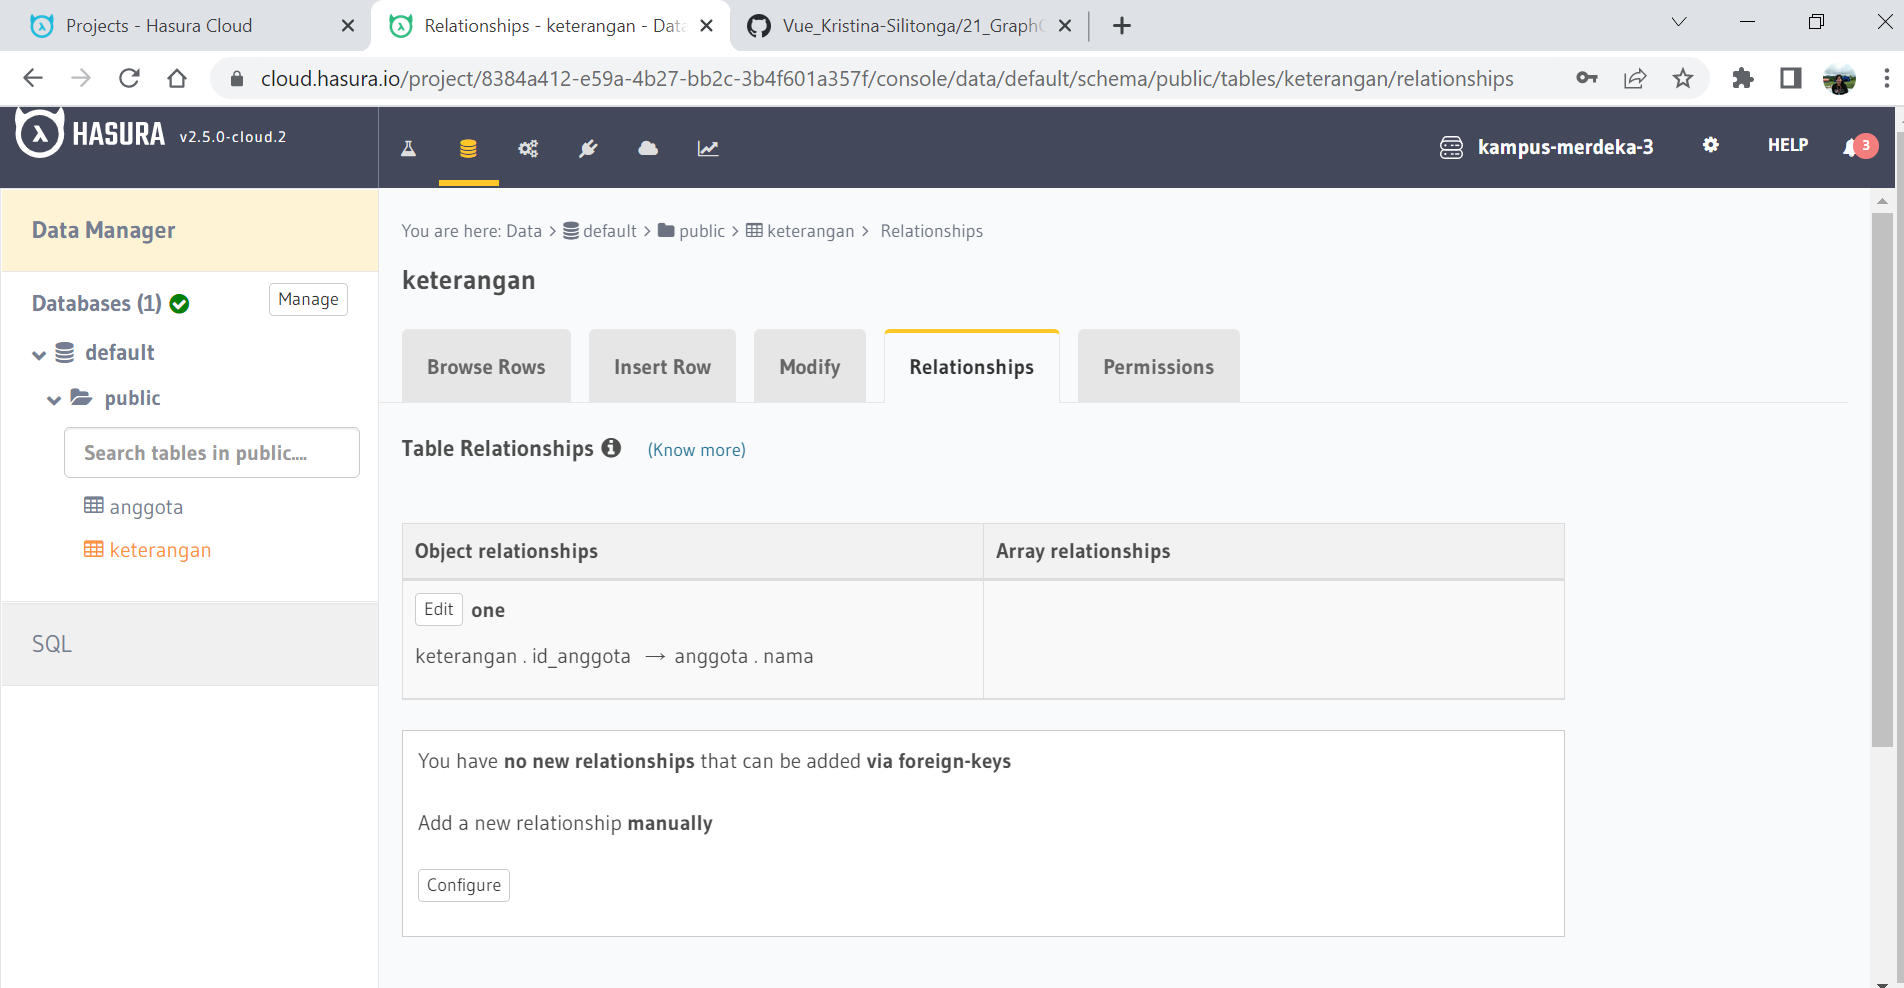 Projects - Hasura Cloud
Relationships - keterangan - Data
Vue_Kristina-Silitonga/21_GraphQ
cloud.hasura.io/project/8384a412-e59a-4b27-bb2c-3b4f601a357f/console/data/default/schema/public/tables/keterangan/relationships
HASURA v2.5.0-cloud.2
kampus-merdeka-3
HELP
3
Data Manager
Databases (1)
Manage
default
public
Search tables in public....
anggota
keterangan
SQL
You are here: Data > default > public > keterangan > Relationships
keterangan
Browse Rows
Insert Row
Modify
Relationships
Permissions
Table Relationships (Know more)
Object relationships
Array relationships
Edit one
keterangan . id_anggota → anggota . nama
You have no new relationships that can be added via foreign-keys
Add a new relationship manually
Configure